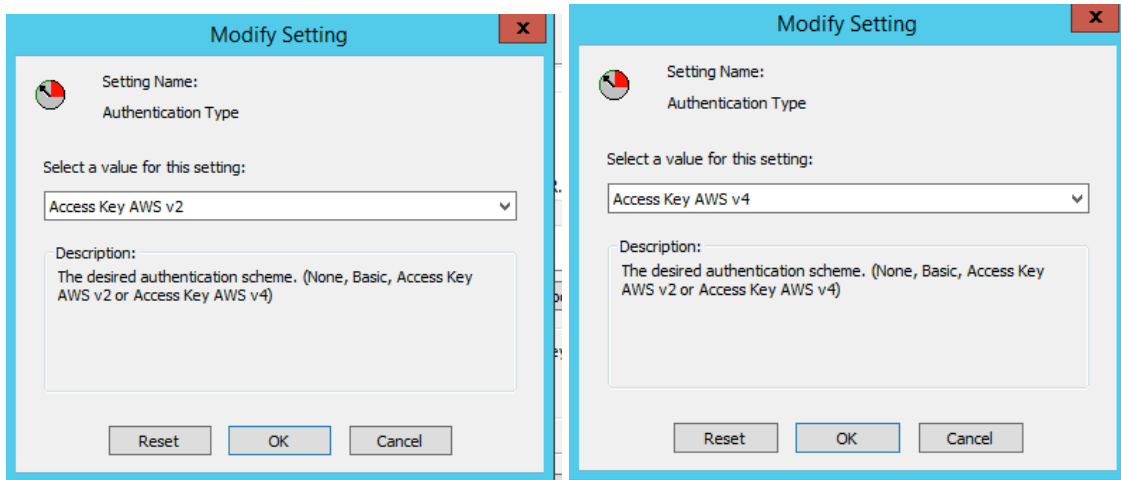 Modify Setting
x
Setting Name:
Authentication Type
Select a value for this setting:
Access Key AWS v2
Description:
The desired authentication scheme. (None, Basic, Access Key
AWS v2 or Access Key AWS v4)
Reset
OK
Cancel
Modify Setting
x
Setting Name:
Authentication Type
Select a value for this setting:
Access Key AWS v4
Description:
The desired authentication scheme. (None, Basic, Access Key
AWS v2 or Access Key AWS v4)
Reset
OK
Cancel